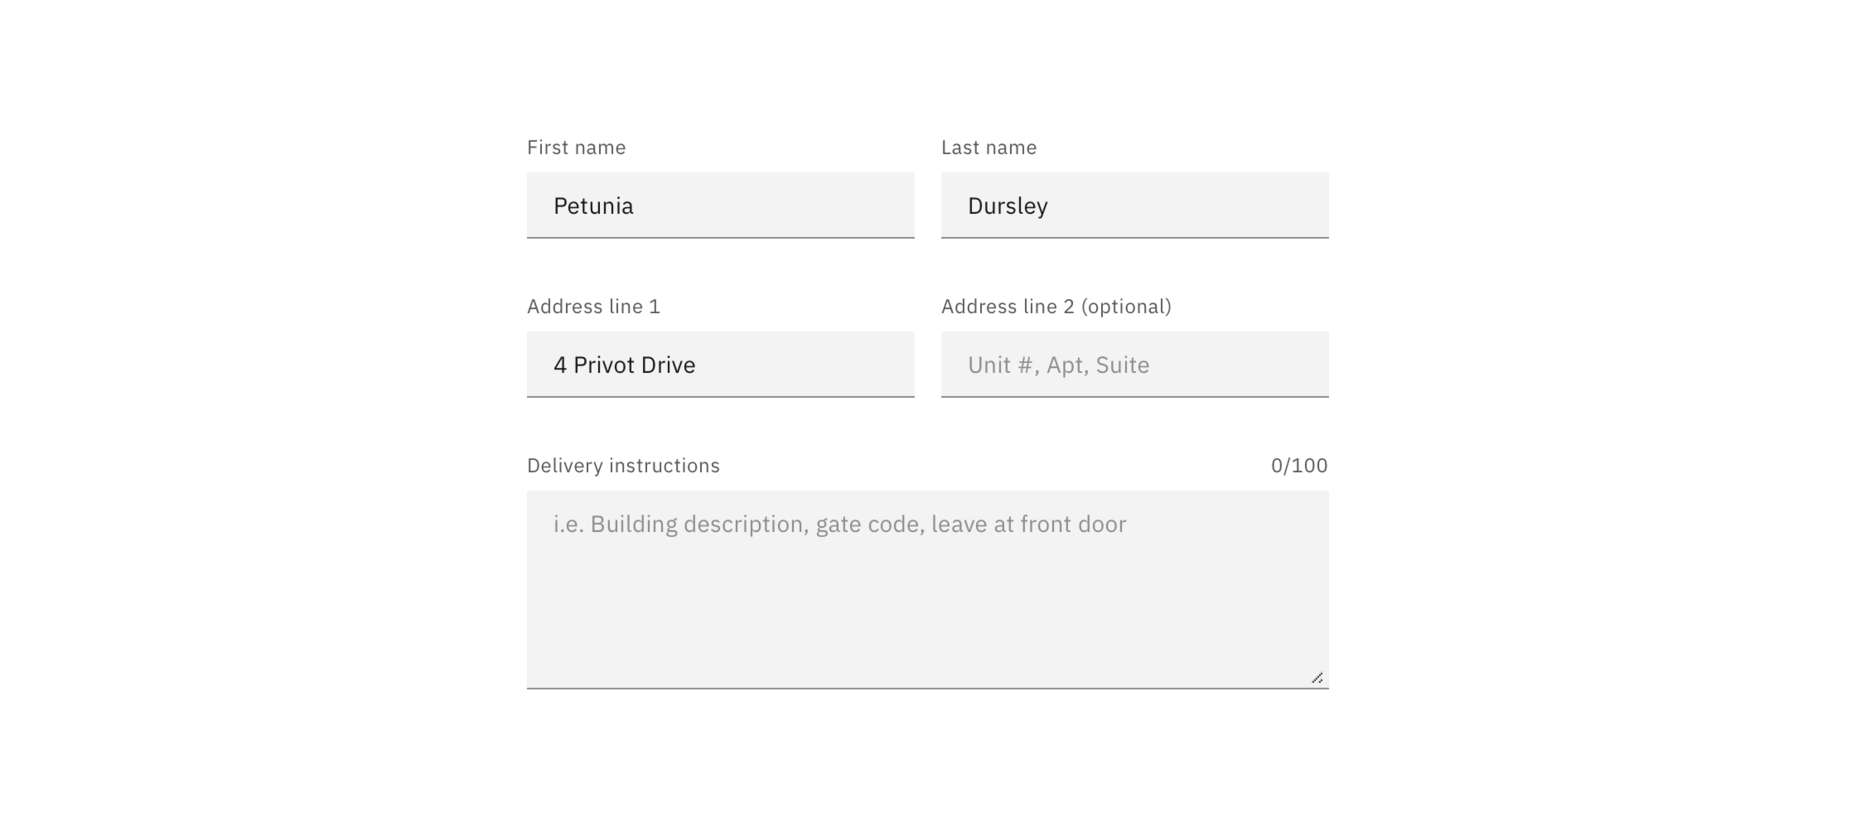 First name
Last name
Petunia
Dursley
Address line 1
Address line 2 (optional)
4 Privot Drive
Unit #, Apt, Suite
Delivery instructions
0/100
i.e. Building description, gate code, leave at front door